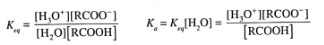 K_eq = [H₃O⁺][RCOO⁻] / [H₂O][RCOOH]    K_a = K_eq[H₂O] = [H₃O⁺][RCOO⁻] / [RCOOH]